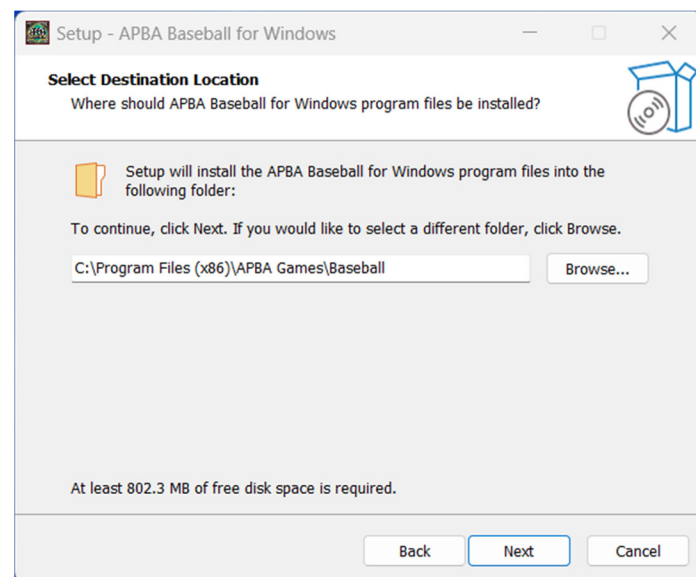 Setup - APBA Baseball for Windows
Select Destination Location
Where should APBA Baseball for Windows program files be installed?
Setup will install the APBA Baseball for Windows program files into the
following folder:
To continue, click Next. If you would like to select a different folder, click Browse.
C:\Program Files (x86)\APBA Games\Baseball
Browse...
At least 802.3 MB of free disk space is required.
Back Next Cancel